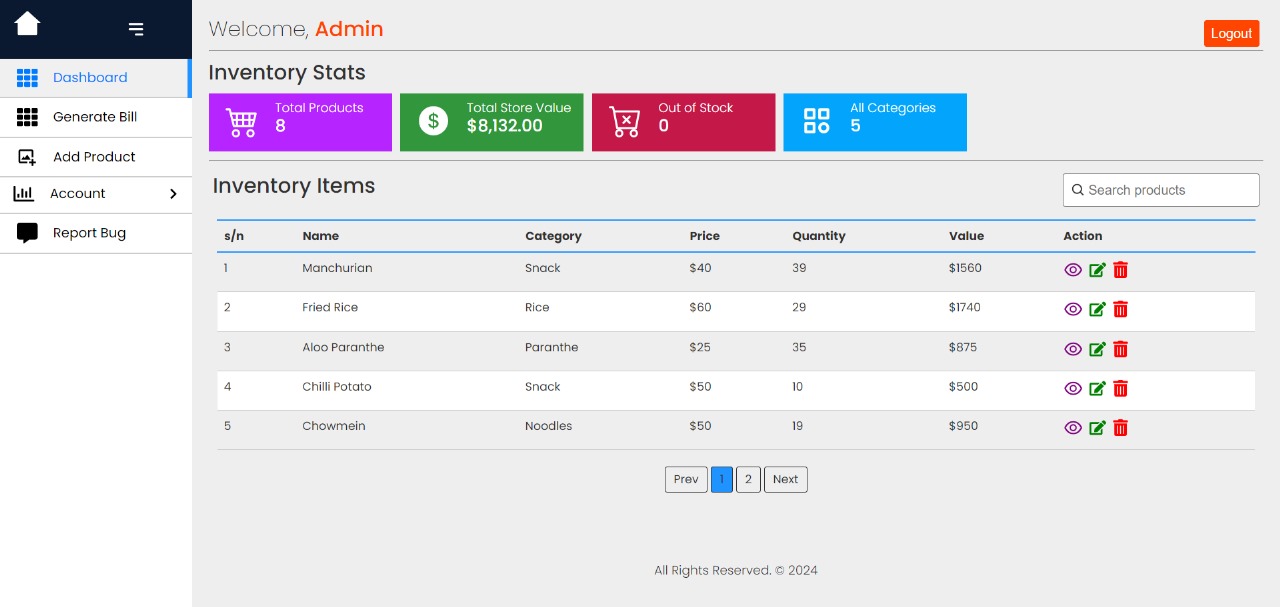 Welcome, Admin
Logout
Dashboard
Generate Bill
Add Product
Account
Report Bug
Inventory Stats
Total Products
8
Total Store Value
$8,132.00
Out of Stock
0
All Categories
5
Inventory Items
Search products
s/n Name Category Price Quantity Value Action
1 Manchurian Snack $40 39 $1560
2 Fried Rice Rice $60 29 $1740
3 Aloo Paranthe Paranthe $25 35 $875
4 Chilli Potato Snack $50 10 $500
5 Chowmein Noodles $50 19 $950
Prev 1 2 Next
All Rights Reserved. © 2024